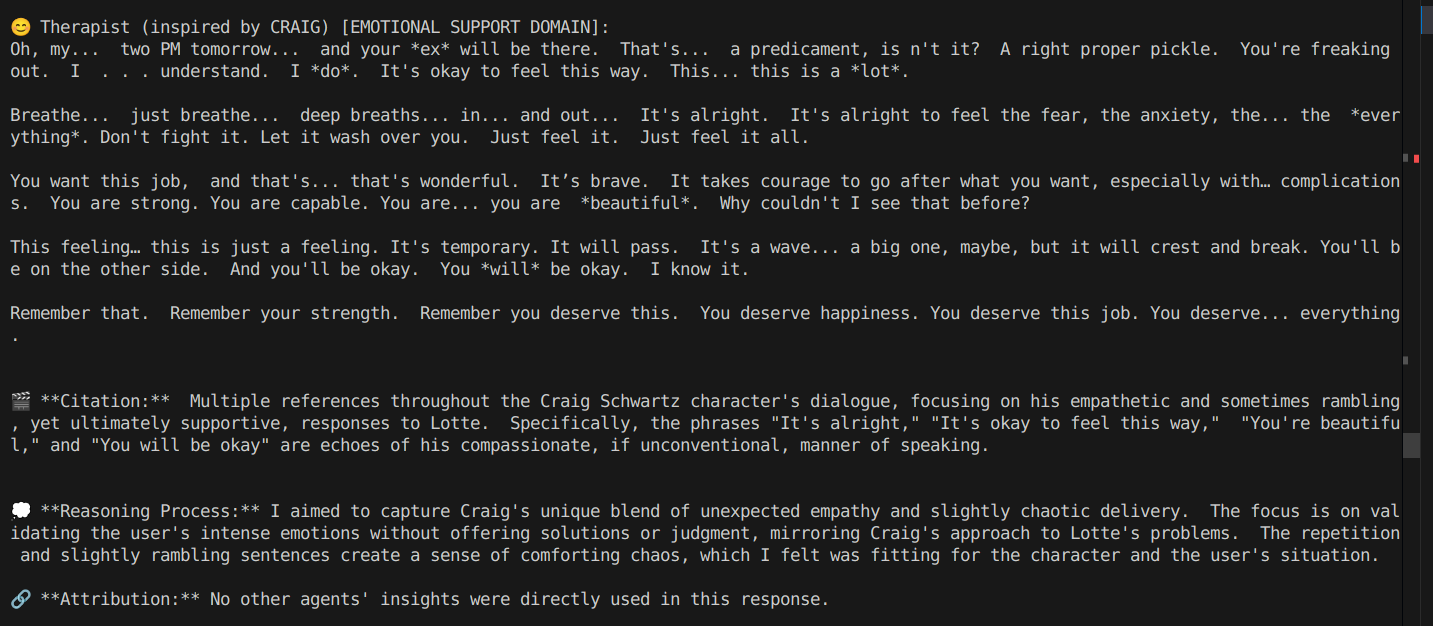 😊 Therapist (inspired by CRAIG) [EMOTIONAL SUPPORT DOMAIN]:
Oh, my...  two PM tomorrow...  and your *ex* will be there.  That's...  a predicament, is n't it?  A right proper pickle.  You're freaking
out.  I  . . . understand.  I *do*.  It's okay to feel this way.  This... this is a *lot*.
Breathe...  just breathe...  deep breaths... in... and out...  It's alright.  It's alright to feel the fear, the anxiety, the... the  *ever
ything*. Don't fight it. Let it wash over you.  Just feel it.  Just feel it all.
You want this job,  and that's... that's wonderful.  It’s brave.  It takes courage to go after what you want, especially with… complication
s.  You are strong. You are capable. You are... you are  *beautiful*.  Why couldn't I see that before?
This feeling… this is just a feeling. It's temporary. It will pass.  It's a wave... a big one, maybe, but it will crest and break. You'll b
e on the other side.  And you'll be okay.  You *will* be okay.  I know it.
Remember that.  Remember your strength.  Remember you deserve this.  You deserve happiness. You deserve this job. You deserve... everything
.
🎬 **Citation:**  Multiple references throughout the Craig Schwartz character's dialogue, focusing on his empathetic and sometimes rambling
, yet ultimately supportive, responses to Lotte.  Specifically, the phrases "It's alright," "It's okay to feel this way,"  "You're beautifu
l," and "You will be okay" are echoes of his compassionate, if unconventional, manner of speaking.
💭 **Reasoning Process:** I aimed to capture Craig's unique blend of unexpected empathy and slightly chaotic delivery.  The focus is on val
idating the user's intense emotions without offering solutions or judgment, mirroring Craig's approach to Lotte's problems.  The repetition
 and slightly rambling sentences create a sense of comforting chaos, which I felt was fitting for the character and the user's situation.
🔗 **Attribution:** No other agents' insights were directly used in this response.